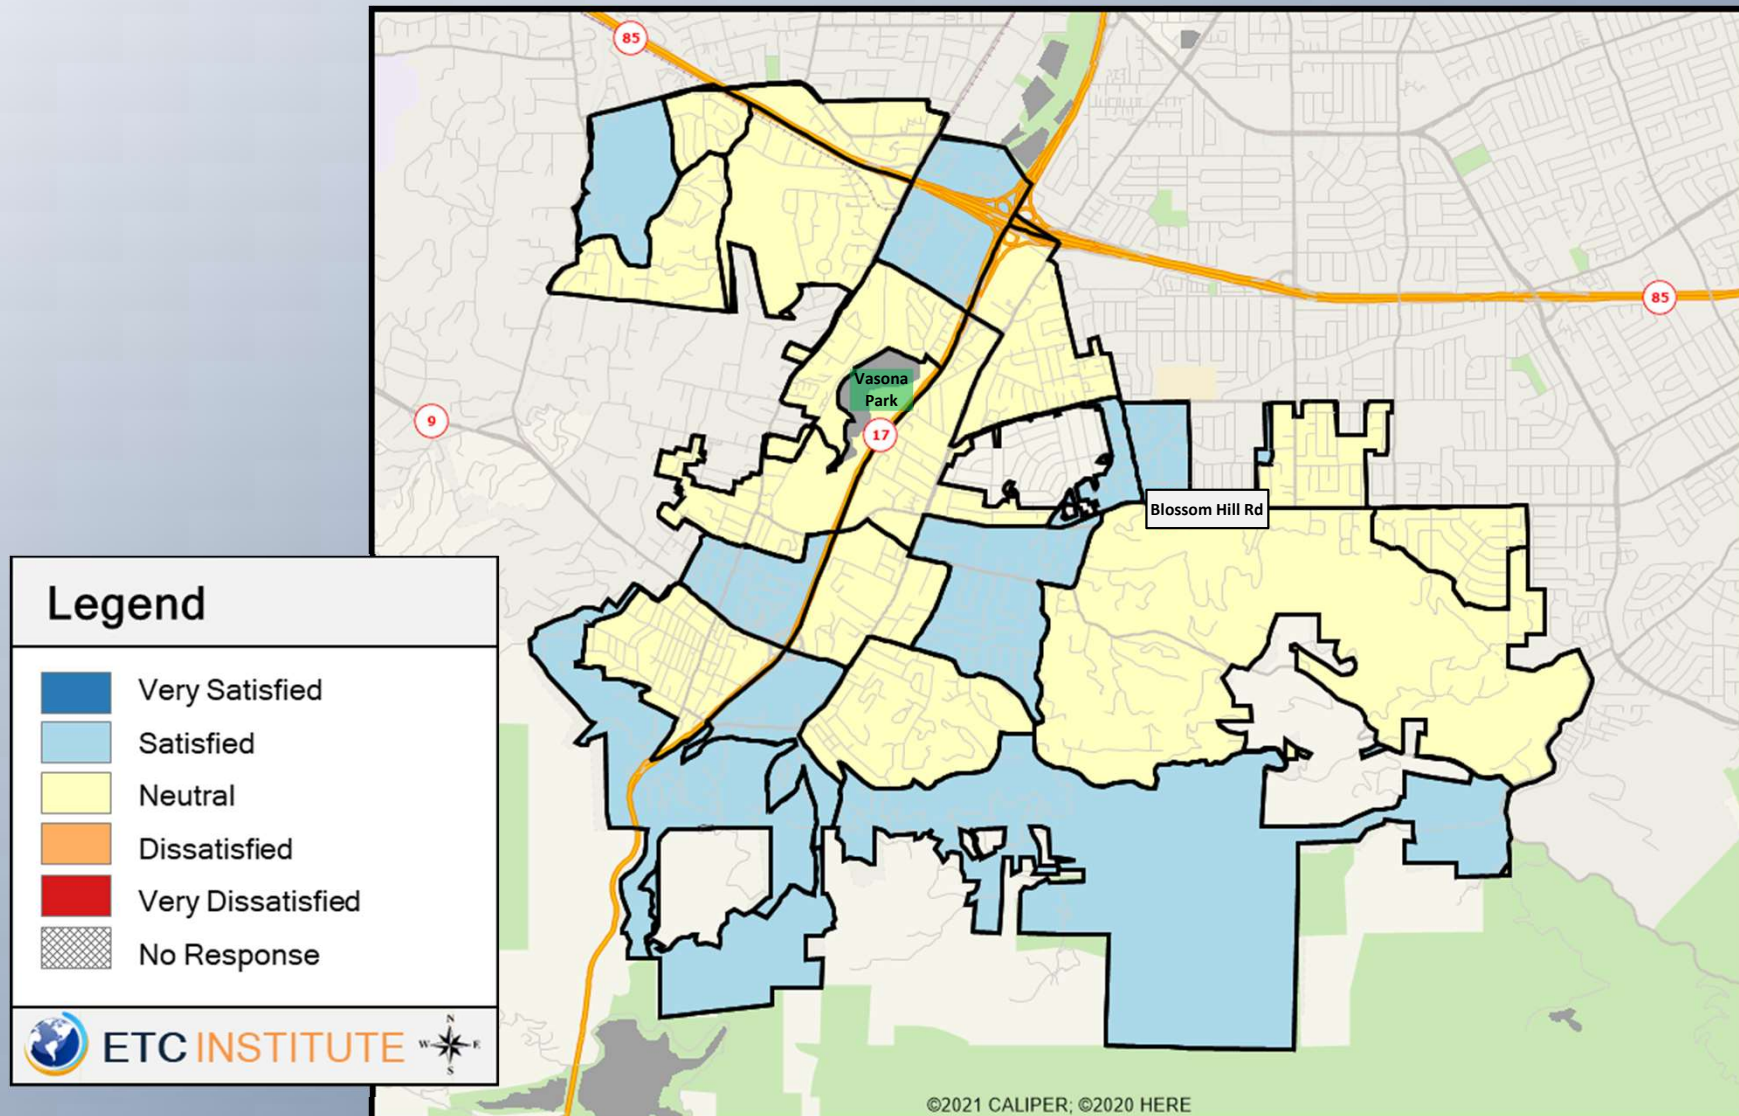 85
85
9
Vasona
Park
17
Blossom Hill Rd
Legend
Very Satisfied
Satisfied
Neutral
Dissatisfied
Very Dissatisfied
No Response
ETC INSTITUTE
N
W E
S
©2021 CALIPER; ©2020 HERE